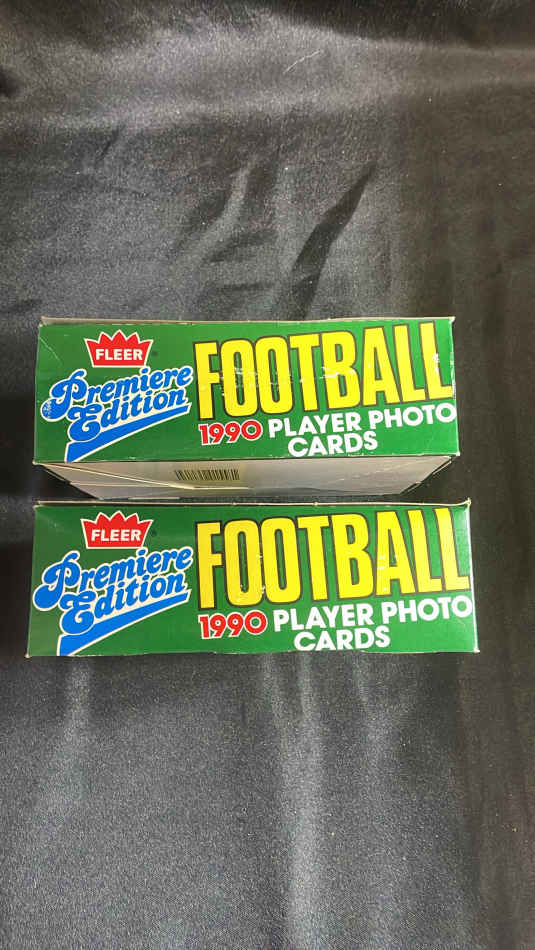 FLEER
Premiere
Edition
FOOTBALL
1990 PLAYER PHOTO
CARDS
FLEER
Premiere
Edition
FOOTBALL
1990 PLAYER PHOTO
CARDS